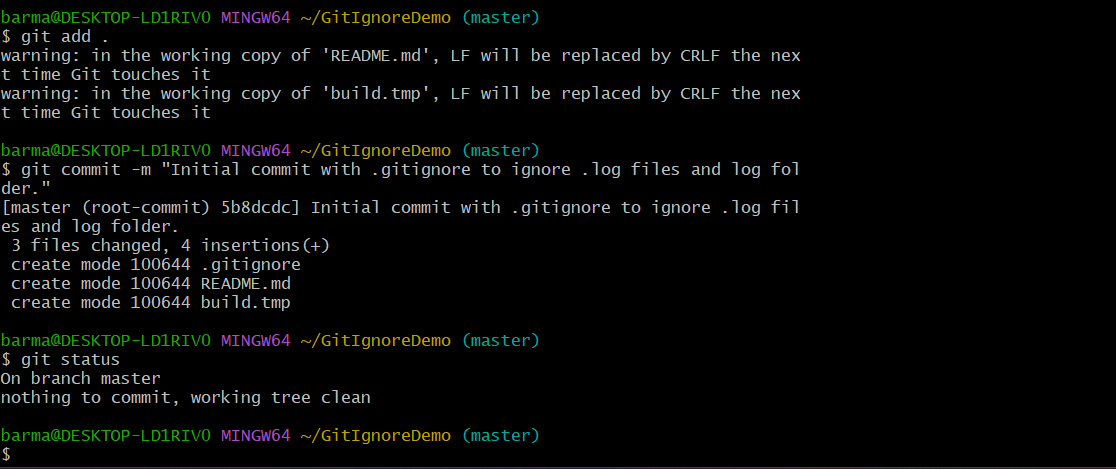 barma@DESKTOP-LD1RIVO MINGW64 ~/GitIgnoreDemo (master)
$ git add .
warning: in the working copy of 'README.md', LF will be replaced by CRLF the nex
t time Git touches it
warning: in the working copy of 'build.tmp', LF will be replaced by CRLF the nex
t time Git touches it
barma@DESKTOP-LD1RIVO MINGW64 ~/GitIgnoreDemo (master)
$ git commit -m "Initial commit with .gitignore to ignore .log files and log fol
der."
[master (root-commit) 5b8dcdc] Initial commit with .gitignore to ignore .log fil
es and log folder.
 3 files changed, 4 insertions(+)
 create mode 100644 .gitignore
 create mode 100644 README.md
 create mode 100644 build.tmp
barma@DESKTOP-LD1RIVO MINGW64 ~/GitIgnoreDemo (master)
$ git status
On branch master
nothing to commit, working tree clean
barma@DESKTOP-LD1RIVO MINGW64 ~/GitIgnoreDemo (master)
$